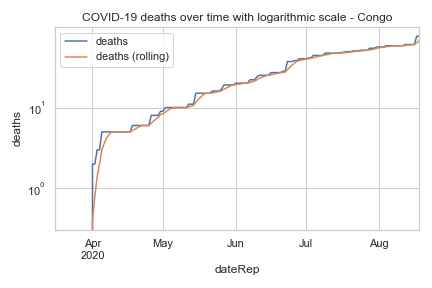 COVID-19 deaths over time with logarithmic scale - Congo
deaths
deaths (rolling)
deaths
10¹
10⁰
Apr
2020
May
Jun
Jul
Aug
dateRep